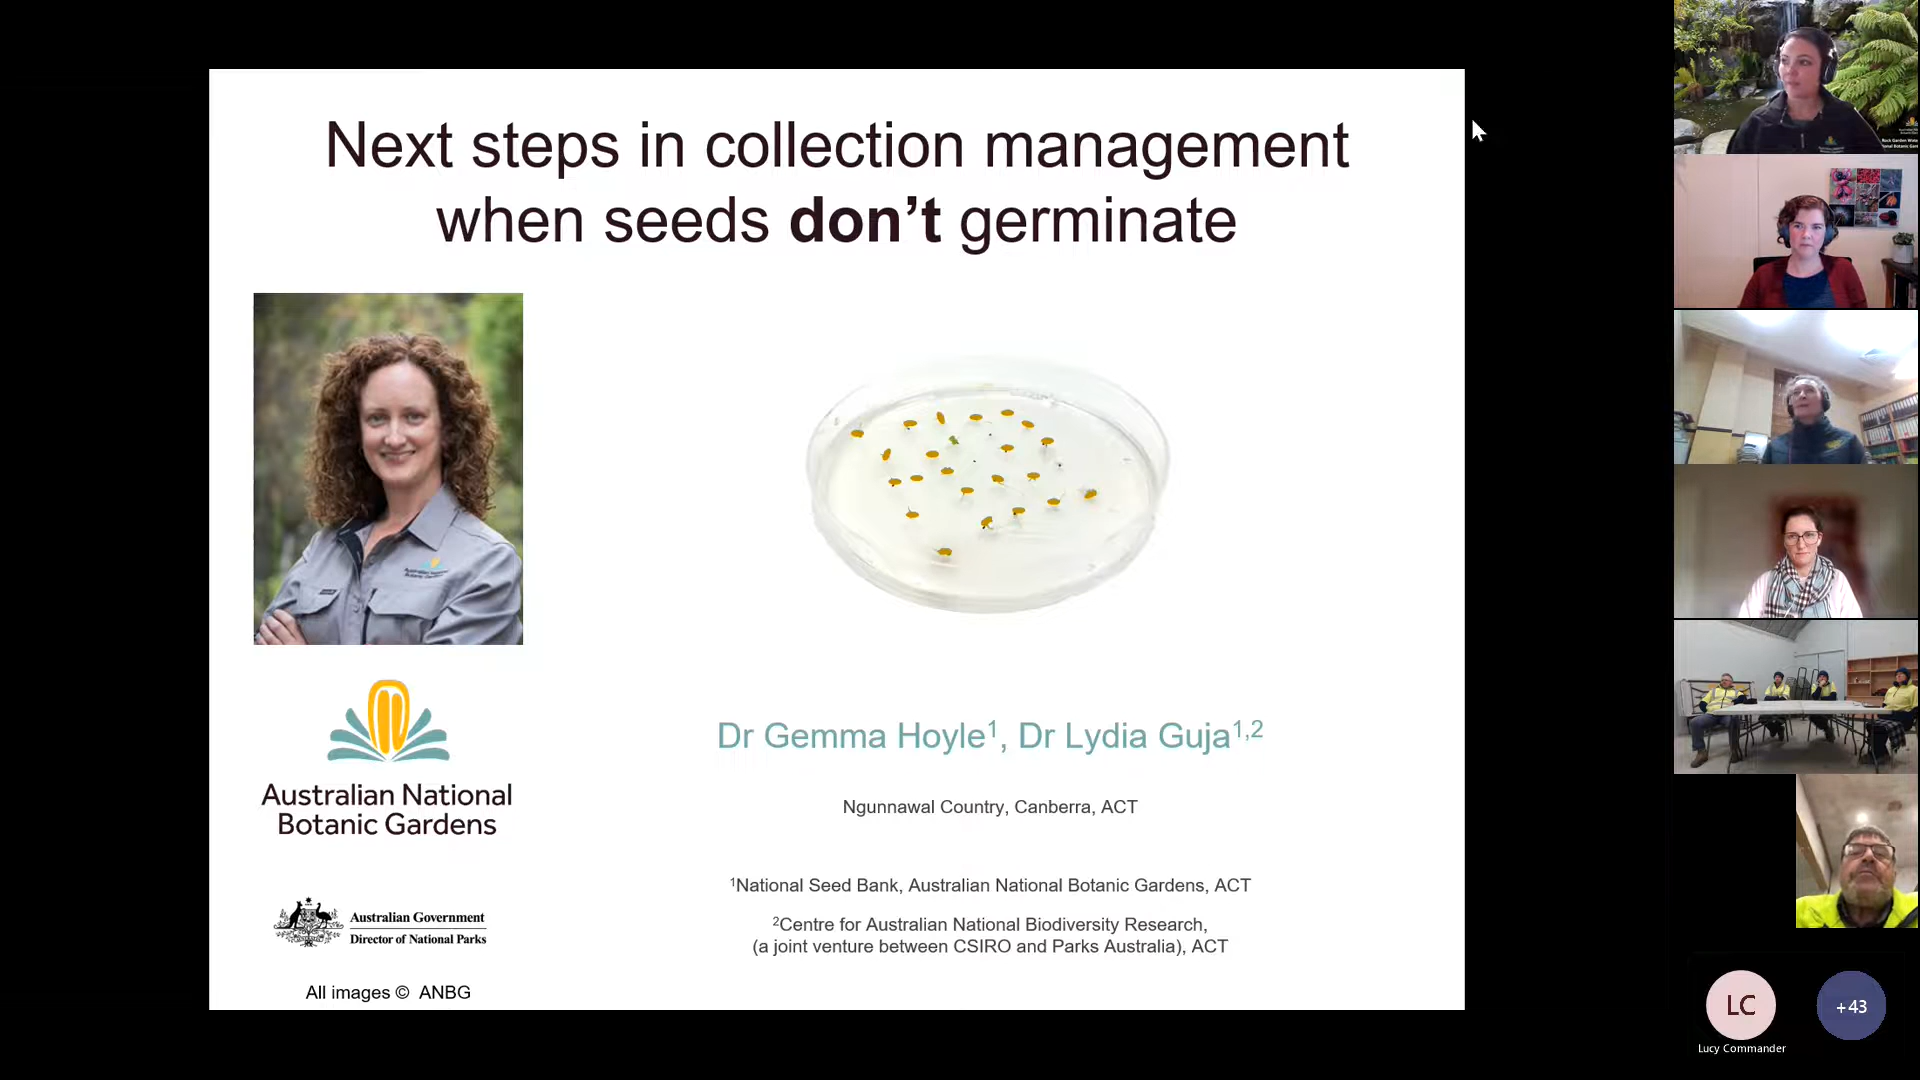 Next steps in collection management
when seeds don’t germinate
Australian National
Botanic Gardens
Australian Government
Director of National Parks
All images © ANBG
Dr Gemma Hoyle¹, Dr Lydia Guja¹,²
Ngunnawal Country, Canberra, ACT
¹National Seed Bank, Australian National Botanic Gardens, ACT
²Centre for Australian National Biodiversity Research,
(a joint venture between CSIRO and Parks Australia), ACT
LC
Lucy Commander
+43